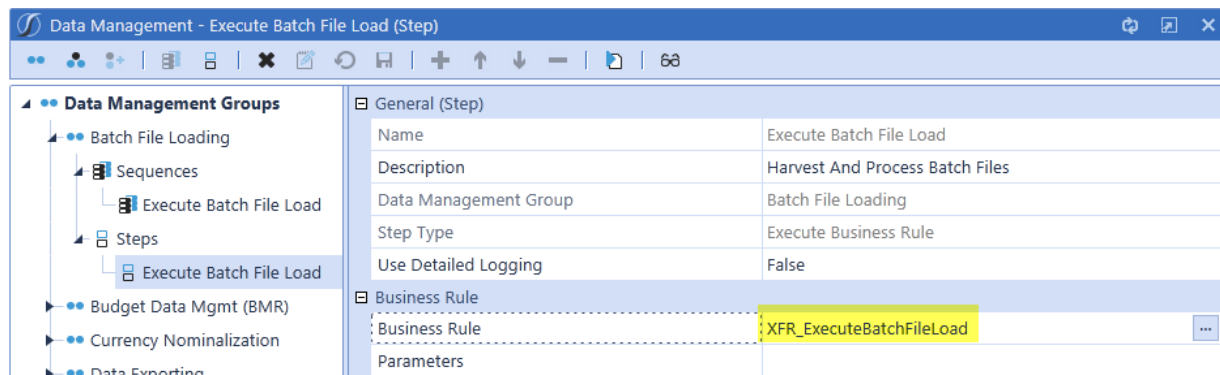 Data Management - Execute Batch File Load (Step)
Data Management Groups
Batch File Loading
Sequences
Execute Batch File Load
Steps
Execute Batch File Load
Budget Data Mgmt (BMR)
Currency Nominalization
Data Exporting
General (Step)
Name Execute Batch File Load
Description Harvest And Process Batch Files
Data Management Group Batch File Loading
Step Type Execute Business Rule
Use Detailed Logging False
Business Rule
Business Rule XFR_ExecuteBatchFileLoad ...
Parameters